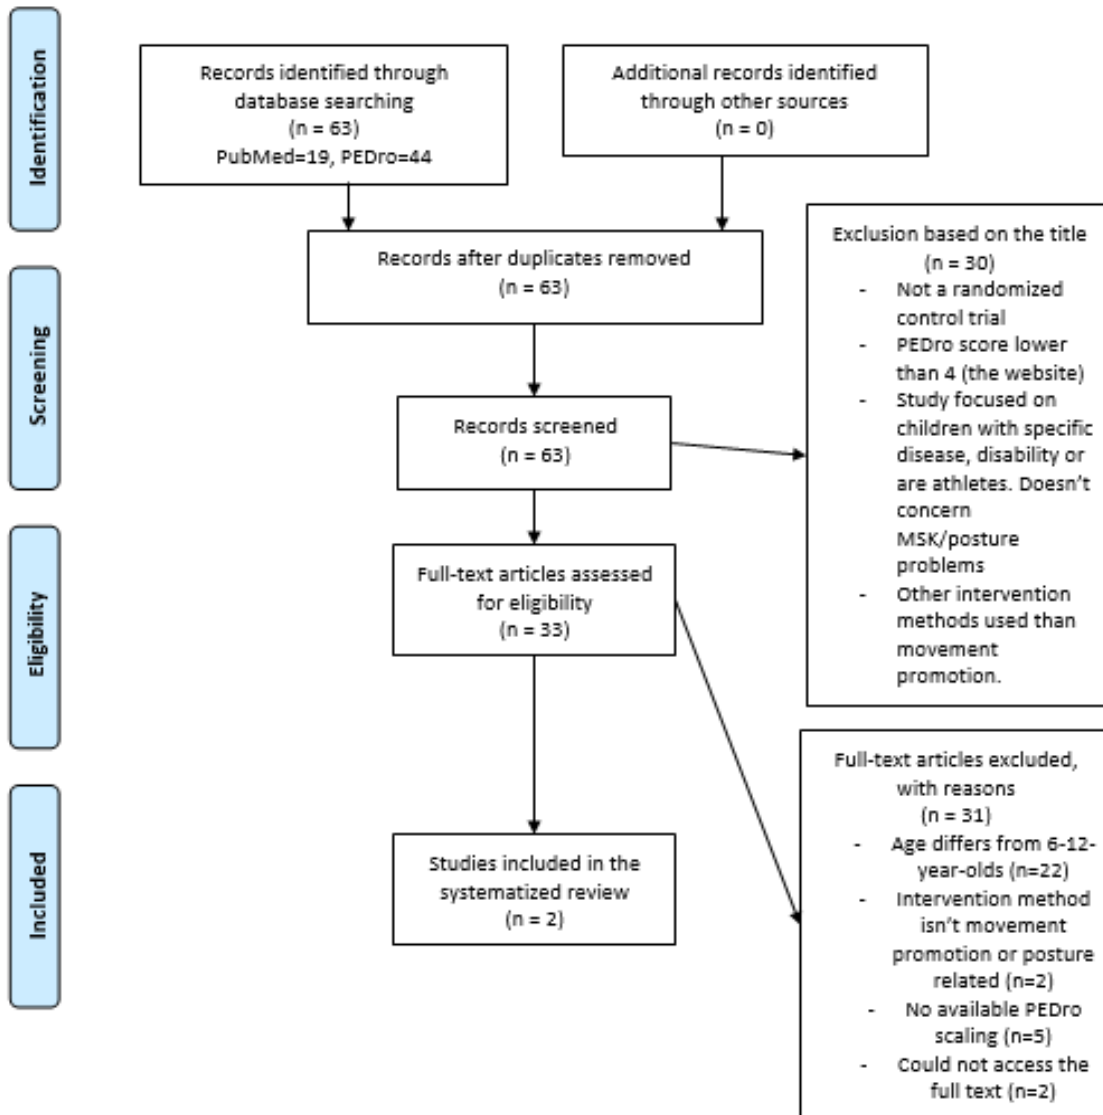 Identification
Records identified through
database searching
(n = 63)
PubMed=19, PEDro=44
Additional records identified
through other sources
(n = 0)
Records after duplicates removed
(n = 63)
Screening
Records screened
(n = 63)
Exclusion based on the title
(n = 30)
- Not a randomized
control trial
- PEDro score lower
than 4 (the website)
- Study focused on
children with specific
disease, disability or
are athletes. Doesn't
concern
MSK/posture
problems
- Other intervention
methods used than
movement
promotion.
Eligibility
Full-text articles assessed
for eligibility
(n = 33)
Full-text articles excluded,
with reasons
(n = 31)
- Age differs from 6-12-
year-olds (n=22)
- Intervention method
isn't movement
promotion or posture
related (n=2)
- No available PEDro
scaling (n=5)
- Could not access the
full text (n=2)
Included
Studies included in the
systematized review
(n = 2)